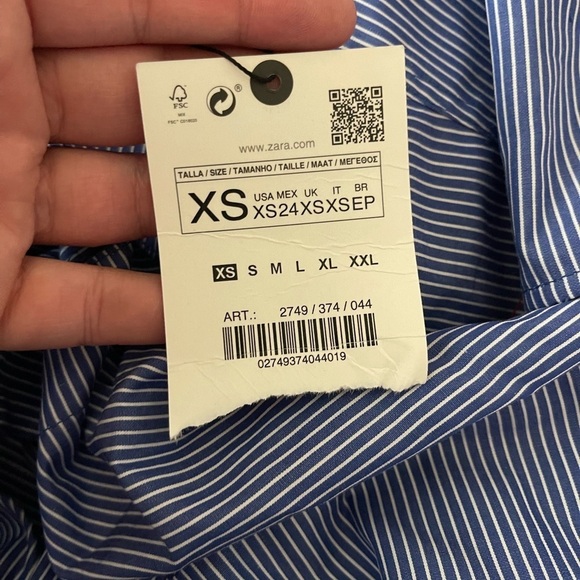 FSC
MIX
®
www.zara.com
TALLA / SIZE / TAMANHO / TAILLE / MAAT / ΜΕΓΕΘΟΣ
XS
USA MEX UK IT BR
XS 24 XS XS EP
XS S M L XL XXL
ART.: 2749 / 374 / 044
02749374044019